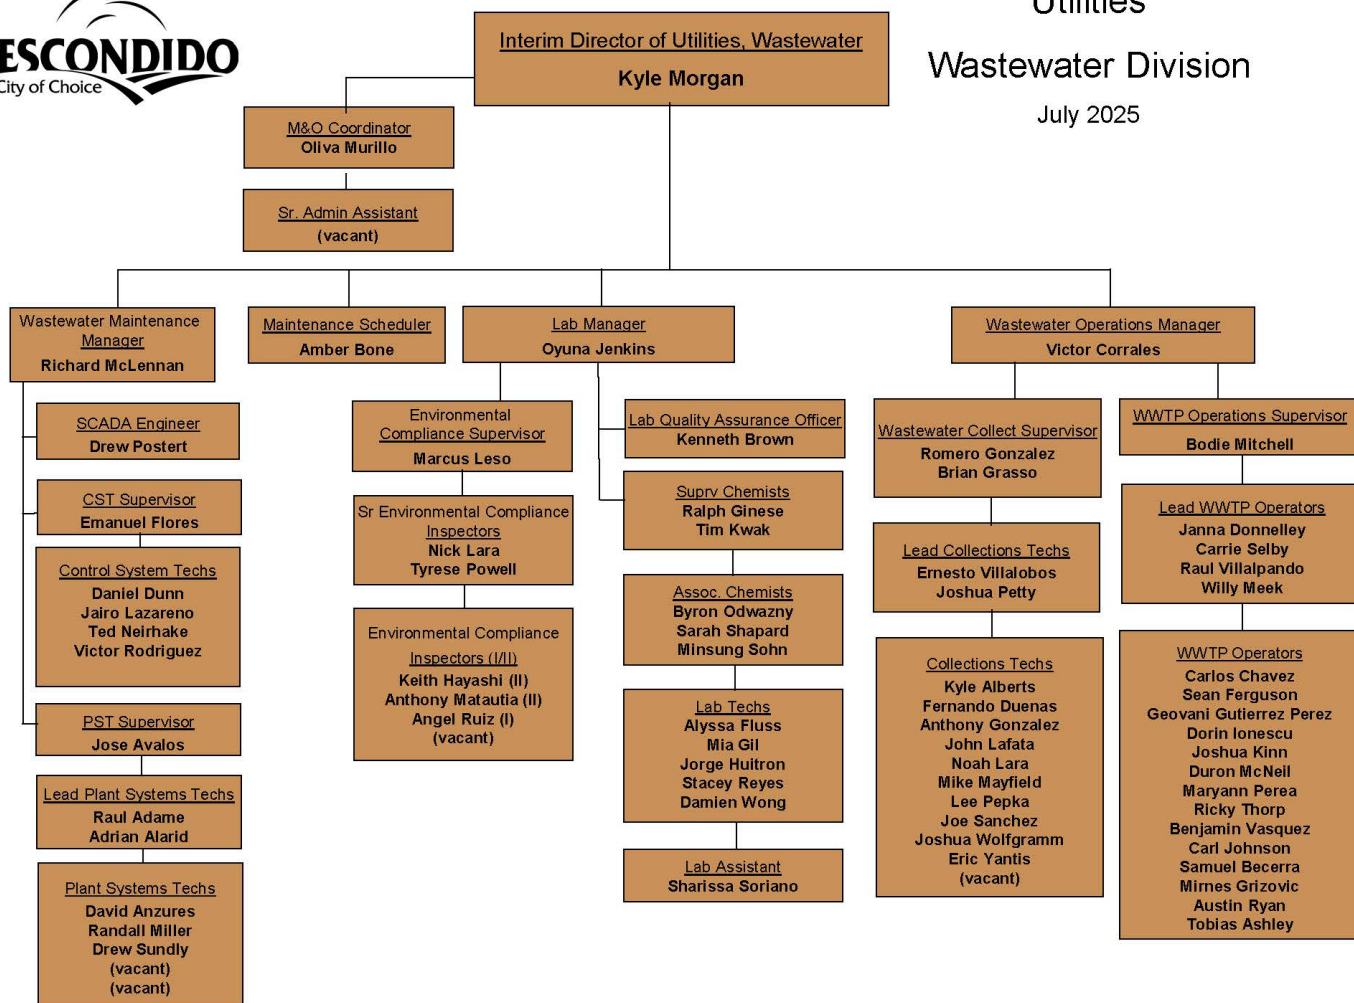 ESCONDIDO
City of Choice
Utilities
Wastewater Division
July 2025
Interim Director of Utilities, Wastewater
Kyle Morgan
M&O Coordinator
Oliva Murillo
Sr. Admin Assistant
(vacant)
Wastewater Maintenance
Manager
Richard McLennan
SCADA Engineer
Drew Postert
CST Supervisor
Emanuel Flores
Control System Techs
Daniel Dunn
Jairo Lazareno
Ted Neirhake
Victor Rodriguez
PST Supervisor
Jose Avalos
Lead Plant Systems Techs
Raul Adame
Adrian Alarid
Plant Systems Techs
David Anzures
Randall Miller
Drew Sundly
(vacant)
(vacant)
Maintenance Scheduler
Amber Bone
Lab Manager
Oyuna Jenkins
Environmental
Compliance Supervisor
Marcus Leso
Sr Environmental Compliance
Inspectors
Nick Lara
Tyrese Powell
Environmental Compliance
Inspectors (I/II)
Keith Hayashi (II)
Anthony Matautia (II)
Angel Ruiz (I)
(vacant)
Lab Quality Assurance Officer
Kenneth Brown
Suprv Chemists
Ralph Ginese
Tim Kwak
Assoc. Chemists
Byron Odwazny
Sarah Shapard
Minsung Sohn
Lab Techs
Alyssa Fluss
Mia Gil
Jorge Huitron
Stacey Reyes
Damien Wong
Lab Assistant
Sharissa Soriano
Wastewater Operations Manager
Victor Corrales
Wastewater Collect Supervisor
Romero Gonzalez
Brian Grasso
Lead Collections Techs
Ernesto Villalobos
Joshua Petty
Collections Techs
Kyle Alberts
Fernando Duenas
Anthony Gonzalez
John Lafata
Noah Lara
Mike Mayfield
Lee Pepka
Joe Sanchez
Joshua Wolfgramm
Eric Yantis
(vacant)
WWTP Operations Supervisor
Bodie Mitchell
Lead WWTP Operators
Janna Donnelley
Carrie Selby
Raul Villalpando
Willy Meek
WWTP Operators
Carlos Chavez
Sean Ferguson
Geovani Gutierrez Perez
Dorin Ionescu
Joshua Kinn
Duron McNeil
Maryann Perea
Ricky Thorp
Benjamin Vasquez
Carl Johnson
Samuel Becerra
Mirnes Grizovic
Austin Ryan
Tobias Ashley